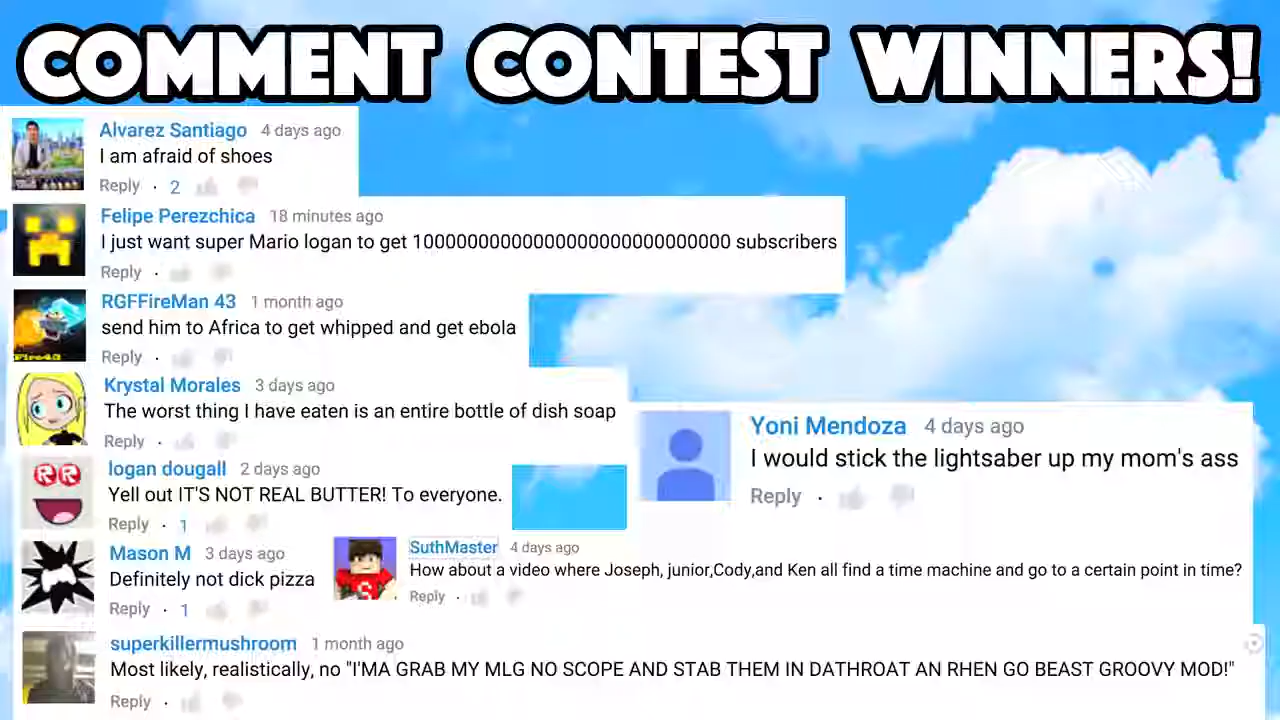 COMMENT CONTEST WINNERS!
Alvarez Santiago 4 days ago
I am afraid of shoes
Reply · 2
Felipe Perezchica 18 minutes ago
I just want super Mario logan to get 10000000000000000000000000000 subscribers
Reply ·
RGFFireMan 43 1 month ago
send him to Africa to get whipped and get ebola
Fire43
Reply ·
Krystal Morales 3 days ago
The worst thing I have eaten is an entire bottle of dish soap
Reply ·
Yoni Mendoza 4 days ago
I would stick the lightsaber up my mom's ass
Reply ·
logan dougall 2 days ago
Yell out IT'S NOT REAL BUTTER! To everyone.
Reply · 1
Mason M 3 days ago
Definitely not dick pizza
Reply · 1
SuthMaster 4 days ago
How about a video where Joseph, junior,Cody,and Ken all find a time machine and go to a certain point in time?
Reply ·
superkillermushroom 1 month ago
Most likely, realistically, no "I'MA GRAB MY MLG NO SCOPE AND STAB THEM IN DATHROAT AN RHEN GO BEAST GROOVY MOD!"
Reply ·